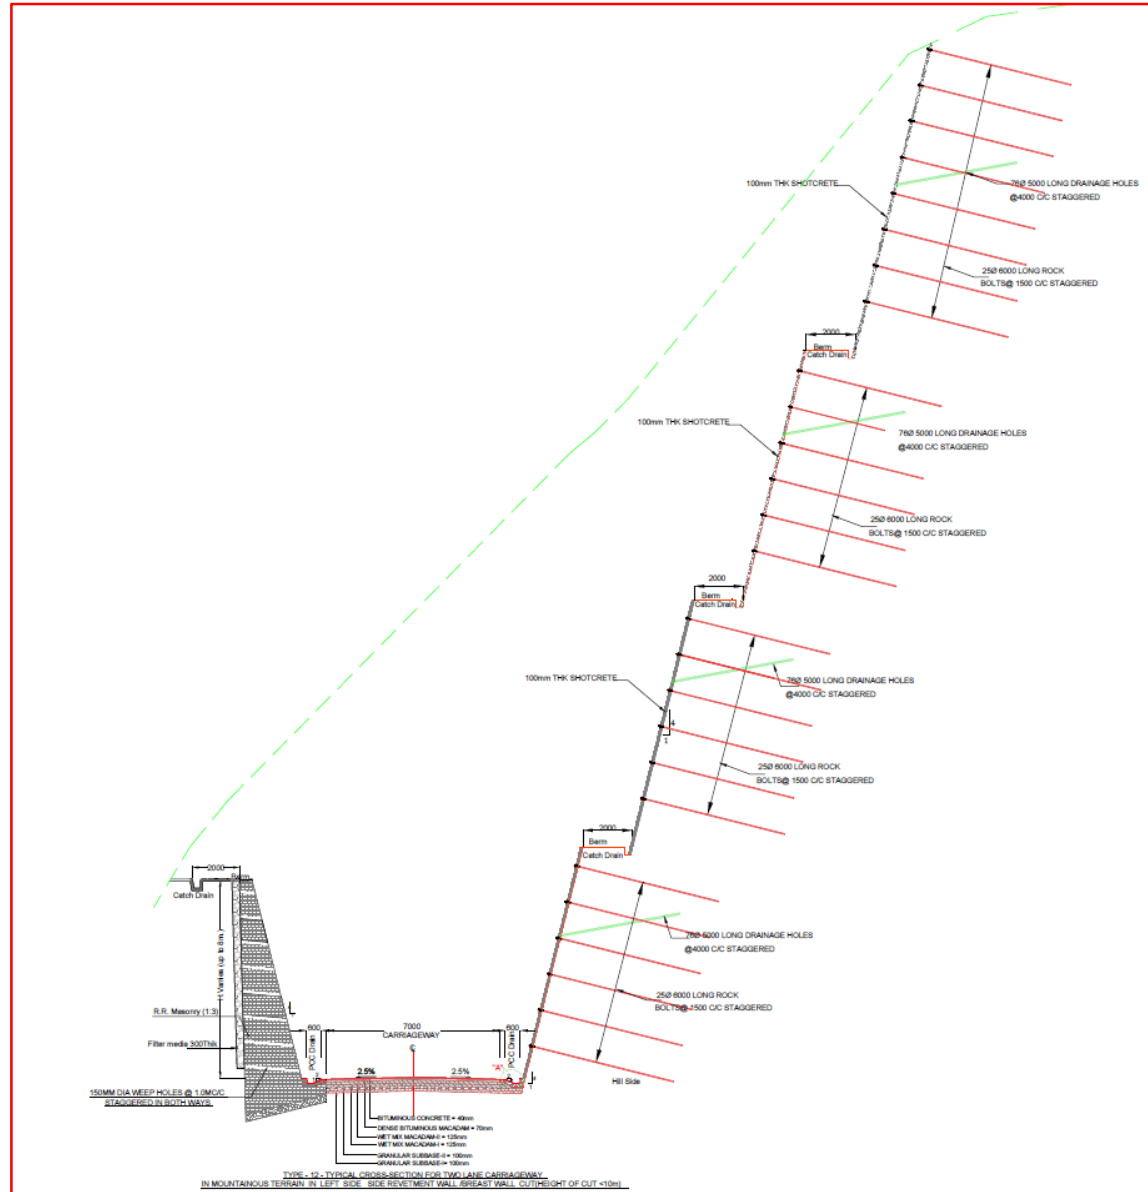 100mm THK SHOTCRETE
76Ø 5000 LONG DRAINAGE HOLES
@4000 C/C STAGGERED
25Ø 6000 LONG ROCK
BOLTS@ 1500 C/C STAGGERED
2000
Berm
Catch Drain
100mm THK SHOTCRETE
76Ø 5000 LONG DRAINAGE HOLES
@4000 C/C STAGGERED
25Ø 6000 LONG ROCK
BOLTS@ 1500 C/C STAGGERED
2000
Berm
Catch Drain
100mm THK SHOTCRETE
76Ø 5000 LONG DRAINAGE HOLES
@4000 C/C STAGGERED
4
1
25Ø 6000 LONG ROCK
BOLTS@ 1500 C/C STAGGERED
2000
Berm
Catch Drain
2000
Berm
Catch Drain
76Ø 5000 LONG DRAINAGE HOLES
@4000 C/C STAGGERED
H Varries (up to 8m.)
25Ø 6000 LONG ROCK
BOLTS@ 1500 C/C STAGGERED
R.R. Masonry (1:3)
600
7000
600
CARRIAGEWAY
PCC Drain
PCC Drain
Filter media 300Thk
"A"
2.5%
2.5%
Hill Side
150MM DIA WEEP HOLES @ 1.0MC/C
STAGGERED IN BOTH WAYS
BITUMINOUS CONCRETE = 40mm
DENSE BITUMINOUS MACADAM = 70mm
WET MIX MACADAM-II = 125mm
WET MIX MACADAM-I = 125mm
GRANULAR SUBBASE-II = 100mm
GRANULAR SUBBASE-I= 100mm
TYPE - 12 - TYPICAL CROSS-SECTION FOR TWO LANE CARRIAGEWAY
IN MOUNTAINOUS TERRAIN IN LEFT SIDE SIDE REVETMENT WALL /BREAST WALL CUT(HEIGHT OF CUT <10m)